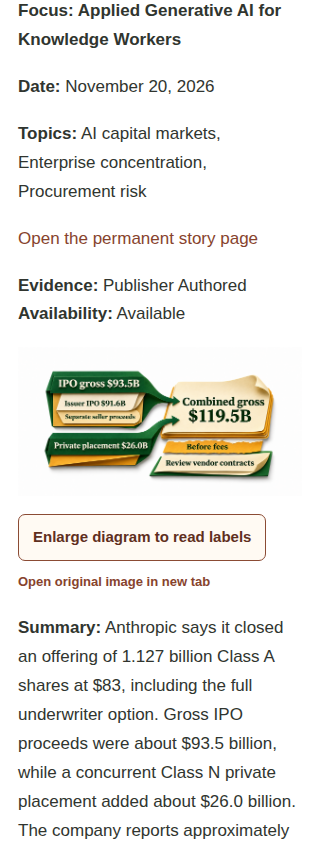 Focus: Applied Generative AI for
Knowledge Workers
Date: November 20, 2026
Topics: AI capital markets,
Enterprise concentration,
Procurement risk
Open the permanent story page
Evidence: Publisher Authored
Availability: Available
IPO gross $93.5B
Issuer IPO $91.6B
Separate seller proceeds
Private placement $26.0B
Combined gross
$119.5B
Before fees
Review vendor contracts
Enlarge diagram to read labels
Open original image in new tab
Summary: Anthropic says it closed
an offering of 1.127 billion Class A
shares at $83, including the full
underwriter option. Gross IPO
proceeds were about $93.5 billion,
while a concurrent Class N private
placement added about $26.0 billion.
The company reports approximately